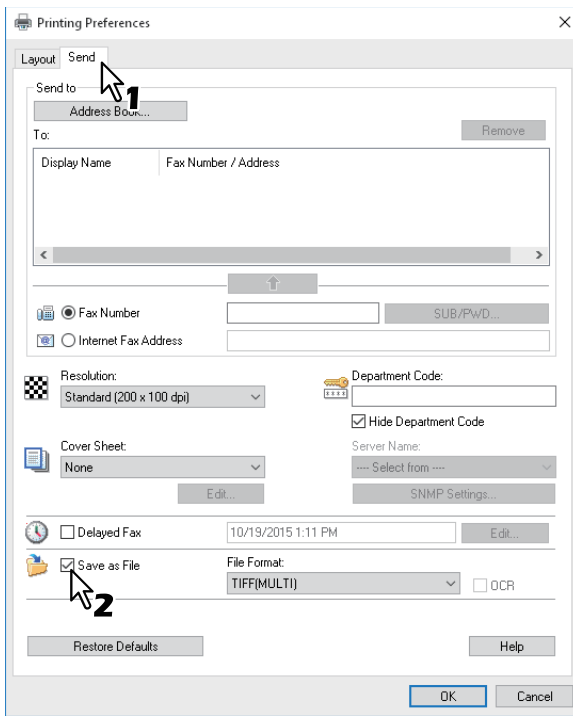 Printing Preferences
Layout Send
1
Send to
Address Book...
To:
Remove
Display Name Fax Number / Address
Fax Number
SUB/PWD...
Internet Fax Address
Resolution:
Standard (200 x 100 dpi)
Department Code:
Hide Department Code
Cover Sheet:
None
Edit...
Server Name:
---- Select from ----
SNMP Settings...
Delayed Fax 10/19/2015 1:11 PM Edit...
Save as File
File Format:
TIFF(MULTI)
OCR
2
Restore Defaults Help
OK Cancel